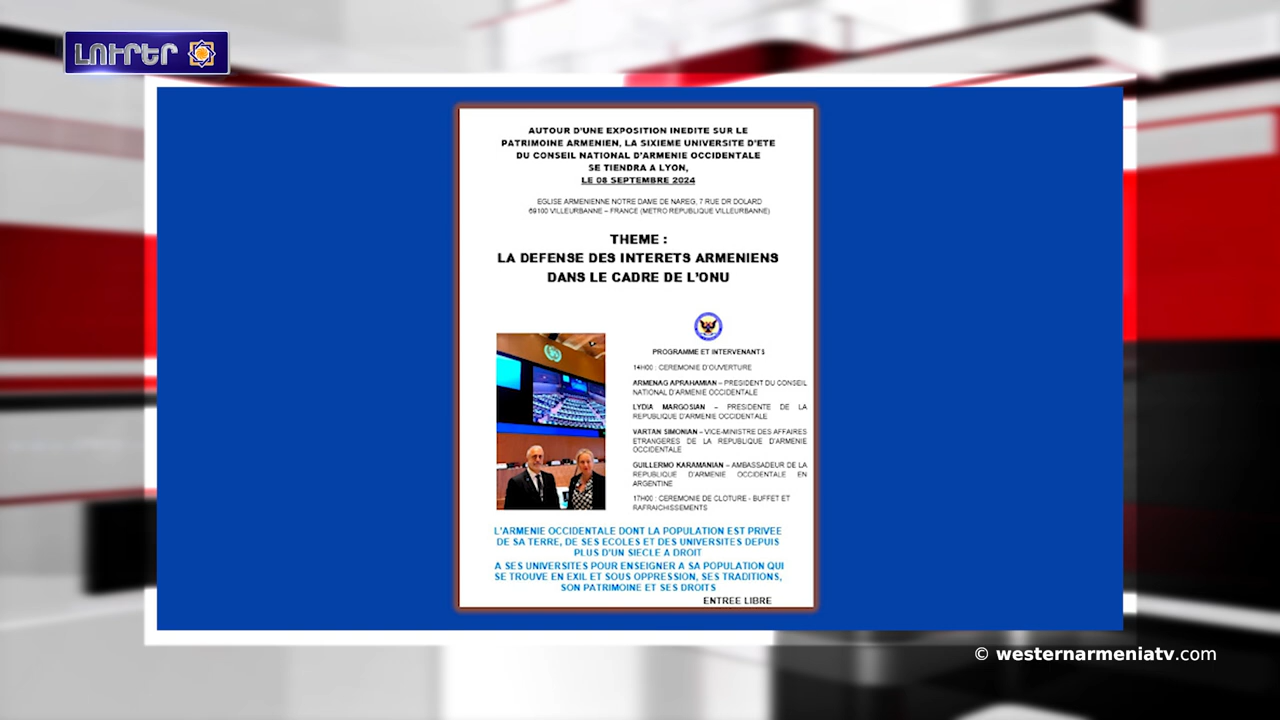 ԼՈՒՐԵՐ
AUTOUR D'UNE EXPOSITION INEDITE SUR LE
PATRIMOINE ARMENIEN, LA SIXIEME UNIVERSITE D'ETE
DU CONSEIL NATIONAL D'ARMENIE OCCIDENTALE
SE TIENDRA A LYON,
LE 08 SEPTEMBRE 2024
EGLISE ARMENIENNE NOTRE DAME DE NAREG, 7 RUE DR DOLARD
69100 VILLEURBANNE – FRANCE (METRO REPUBLIQUE VILLEURBANNE)
THEME :
LA DEFENSE DES INTERETS ARMENIENS
DANS LE CADRE DE L'ONU
PROGRAMME ET INTERVENANTS
14H00 : CEREMONIE D'OUVERTURE
ARMENAG APRAHAMIAN – PRESIDENT DU CONSEIL
NATIONAL D'ARMENIE OCCIDENTALE
LYDIA MARGOSIAN – PRESIDENTE DE LA
REPUBLIQUE D'ARMENIE OCCIDENTALE
VARTAN SIMONIAN – VICE-MINISTRE DES AFFAIRES
ETRANGERES DE LA REPUBLIQUE D'ARMENIE
OCCIDENTALE
GUILLERMO KARAMANIAN – AMBASSADEUR DE LA
REPUBLIQUE D'ARMENIE OCCIDENTALE EN
ARGENTINE
17H00 : CEREMONIE DE CLOTURE - BUFFET ET
RAFRAICHISSEMENTS
L'ARMENIE OCCIDENTALE DONT LA POPULATION EST PRIVEE
DE SA TERRE, DE SES ECOLES ET DES UNIVERSITES DEPUIS
PLUS D'UN SIECLE A DROIT
A SES UNIVERSITES POUR ENSEIGNER A SA POPULATION QUI
SE TROUVE EN EXIL ET SOUS OPPRESSION, SES TRADITIONS,
SON PATRIMOINE ET SES DROITS
ENTREE LIBRE
© westernarmeniatv.com